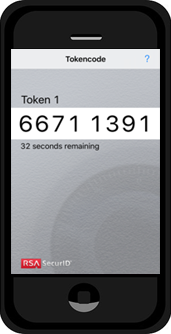 Tokencode ?
Token 1
6671 1391
32 seconds remaining
RSA SecurID